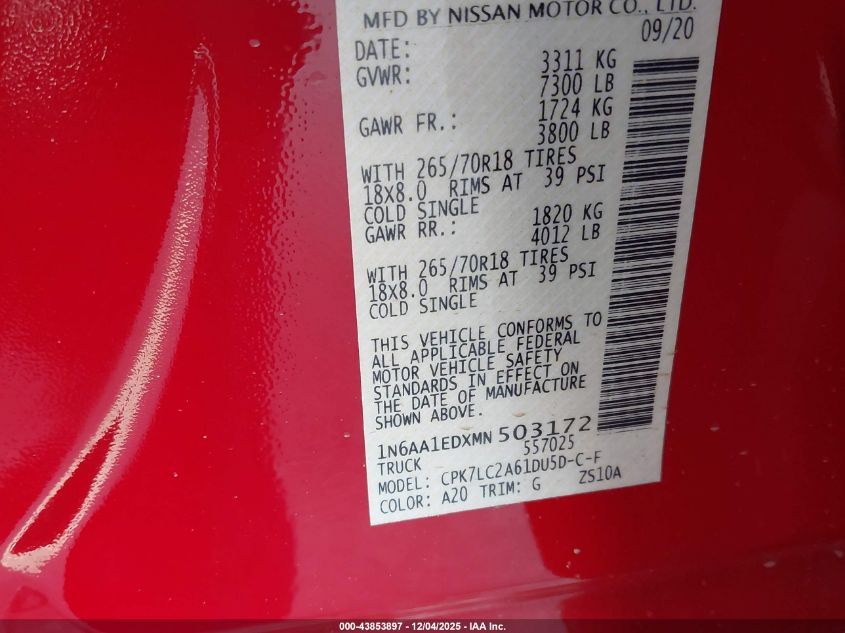 MFD BY NISSAN MOTOR CO., LTD.
DATE: 09/20
GVWR: 3311 KG
7300 LB
GAWR FR.: 1724 KG
3800 LB
WITH 265/70R18 TIRES
18X8.0 RIMS AT 39 PSI
COLD SINGLE
GAWR RR.: 1820 KG
4012 LB
WITH 265/70R18 TIRES
18X8.0 RIMS AT 39 PSI
COLD SINGLE
THIS VEHICLE CONFORMS TO
ALL APPLICABLE FEDERAL
MOTOR VEHICLE SAFETY
STANDARDS IN EFFECT ON
THE DATE OF MANUFACTURE
SHOWN ABOVE.
1N6AA1EDXMN 503172
TRUCK 557025
MODEL: CPK7LC2A61DU5D-C-F
COLOR: A20 TRIM: G ZS10A
000-43853897 - 12/04/2025 - IAA Inc.